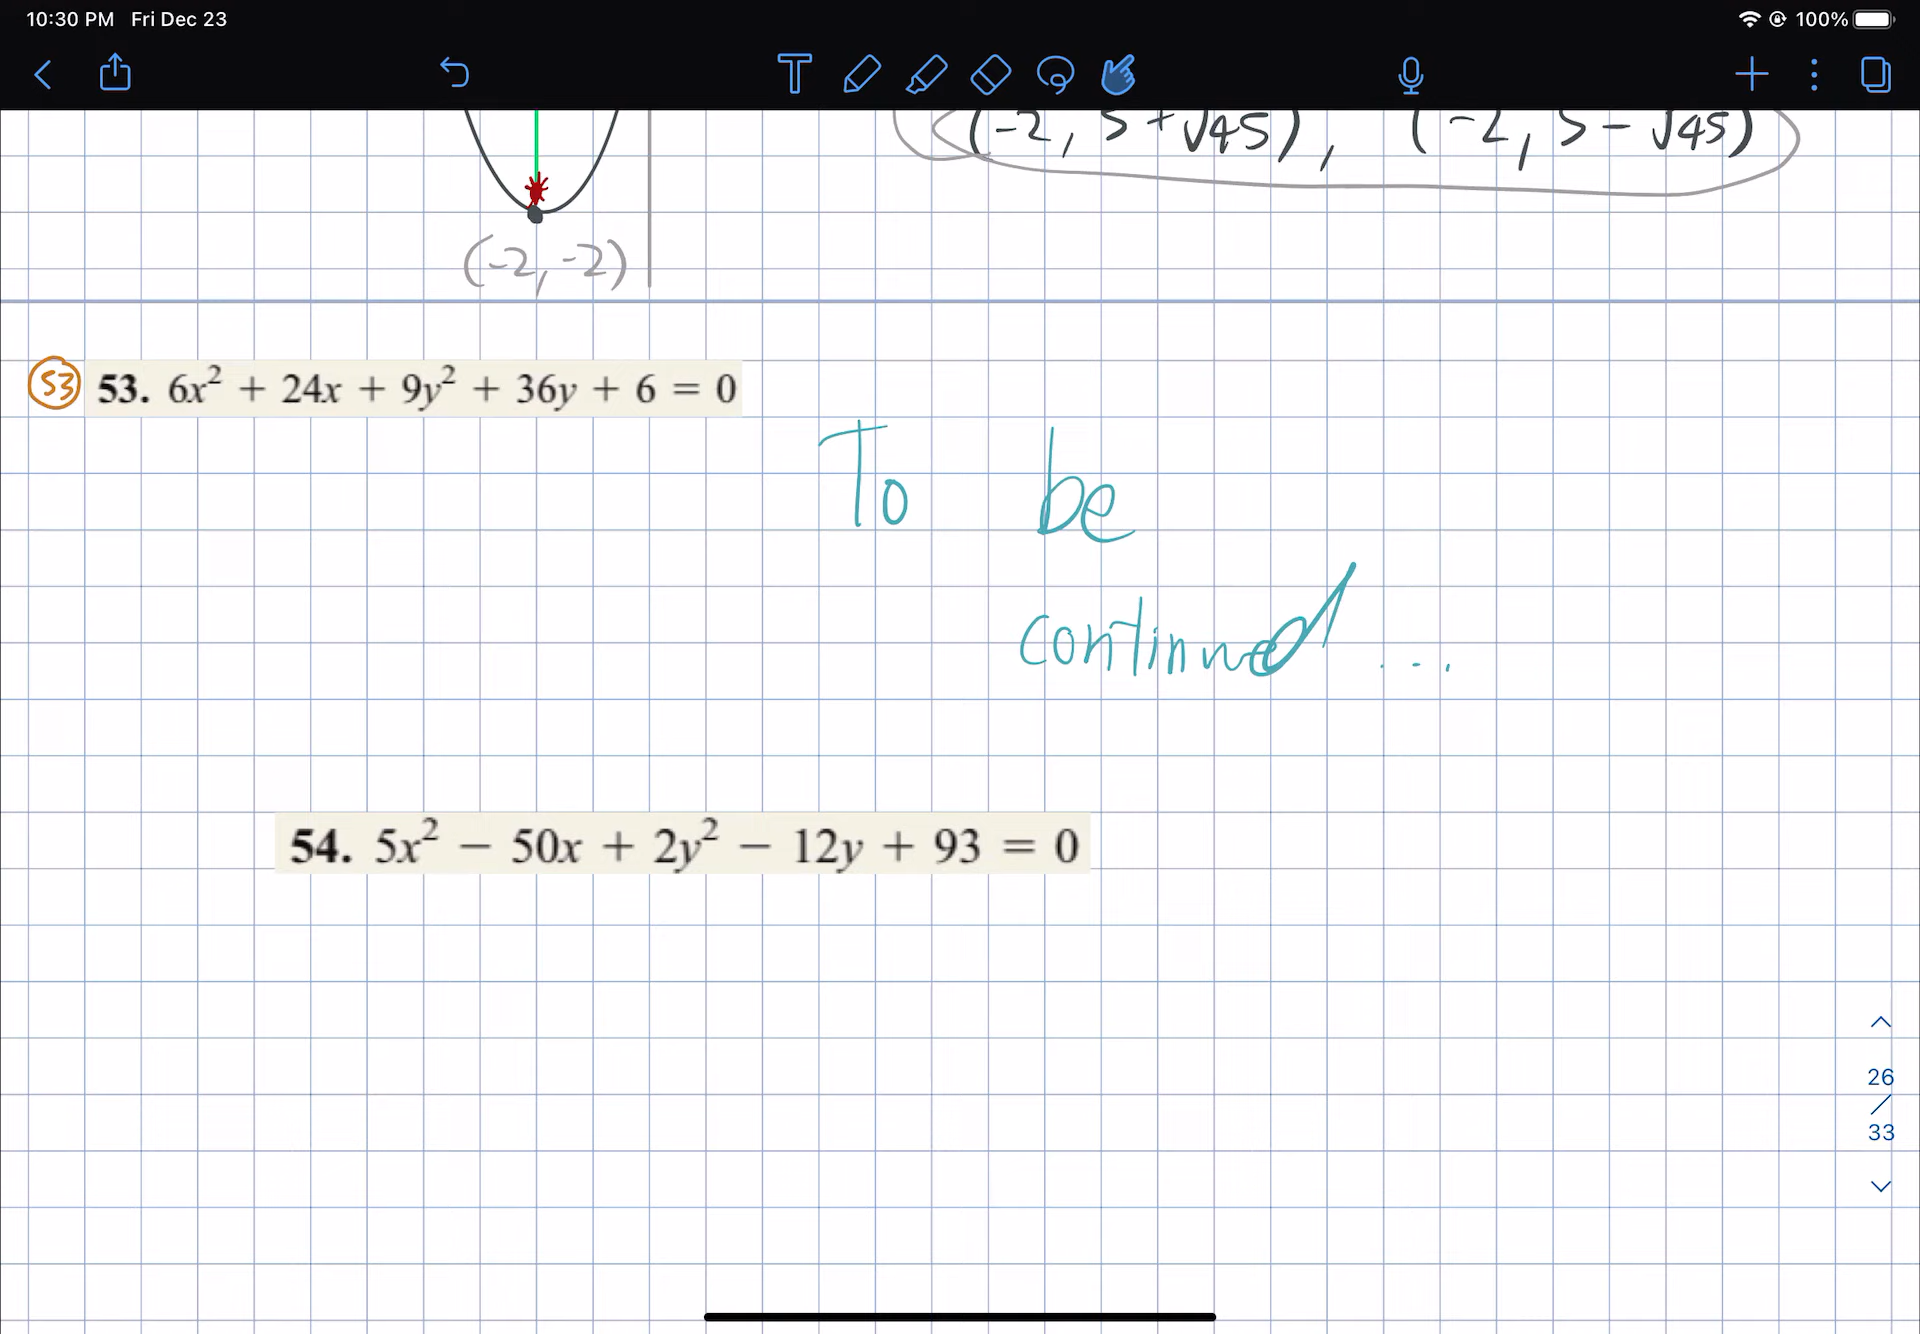 10:30 PM Fri Dec 23
100%
T
(-2, 5 + √45), (-2, 5 - √45)
(-2, -2)
53 53. 6x² + 24x + 9y² + 36y + 6 = 0
To be
continued ...
54. 5x² − 50x + 2y² − 12y + 93 = 0
26
/
33